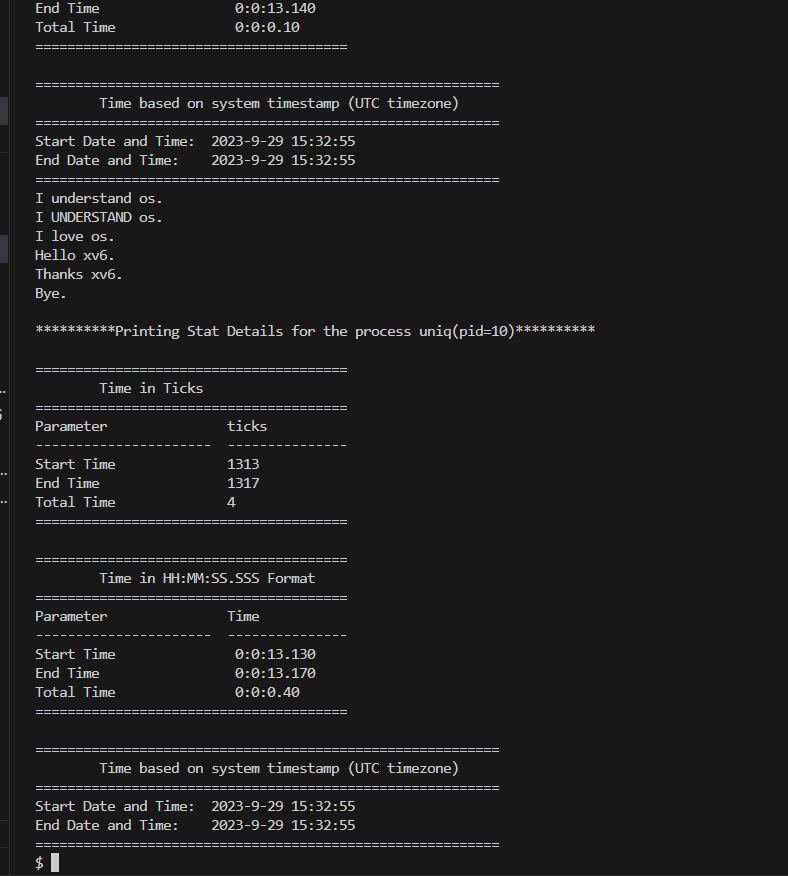 End Time                 0:0:13.140
Total Time               0:0:0.10
=======================================
==========================================================
        Time based on system timestamp (UTC timezone)
==========================================================
Start Date and Time:  2023-9-29 15:32:55
End Date and Time:    2023-9-29 15:32:55
==========================================================
I understand os.
I UNDERSTAND os.
I love os.
Hello xv6.
Thanks xv6.
Bye.
**********Printing Stat Details for the process uniq(pid=10)**********
=======================================
        Time in Ticks
=======================================
Parameter               ticks
----------------------  ---------------
Start Time              1313
End Time                1317
Total Time              4
=======================================
=======================================
        Time in HH:MM:SS.SSS Format
=======================================
Parameter               Time
----------------------  ---------------
Start Time               0:0:13.130
End Time                 0:0:13.170
Total Time               0:0:0.40
=======================================
==========================================================
        Time based on system timestamp (UTC timezone)
==========================================================
Start Date and Time:  2023-9-29 15:32:55
End Date and Time:    2023-9-29 15:32:55
==========================================================
$